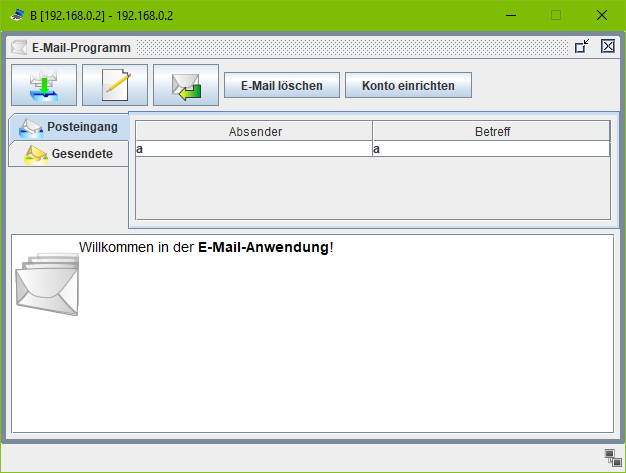 B [192.168.0.2] - 192.168.0.2
E-Mail-Programm
E-Mail löschen Konto einrichten
Posteingang
Gesendete
Absender Betreff
a a
Willkommen in der E-Mail-Anwendung!